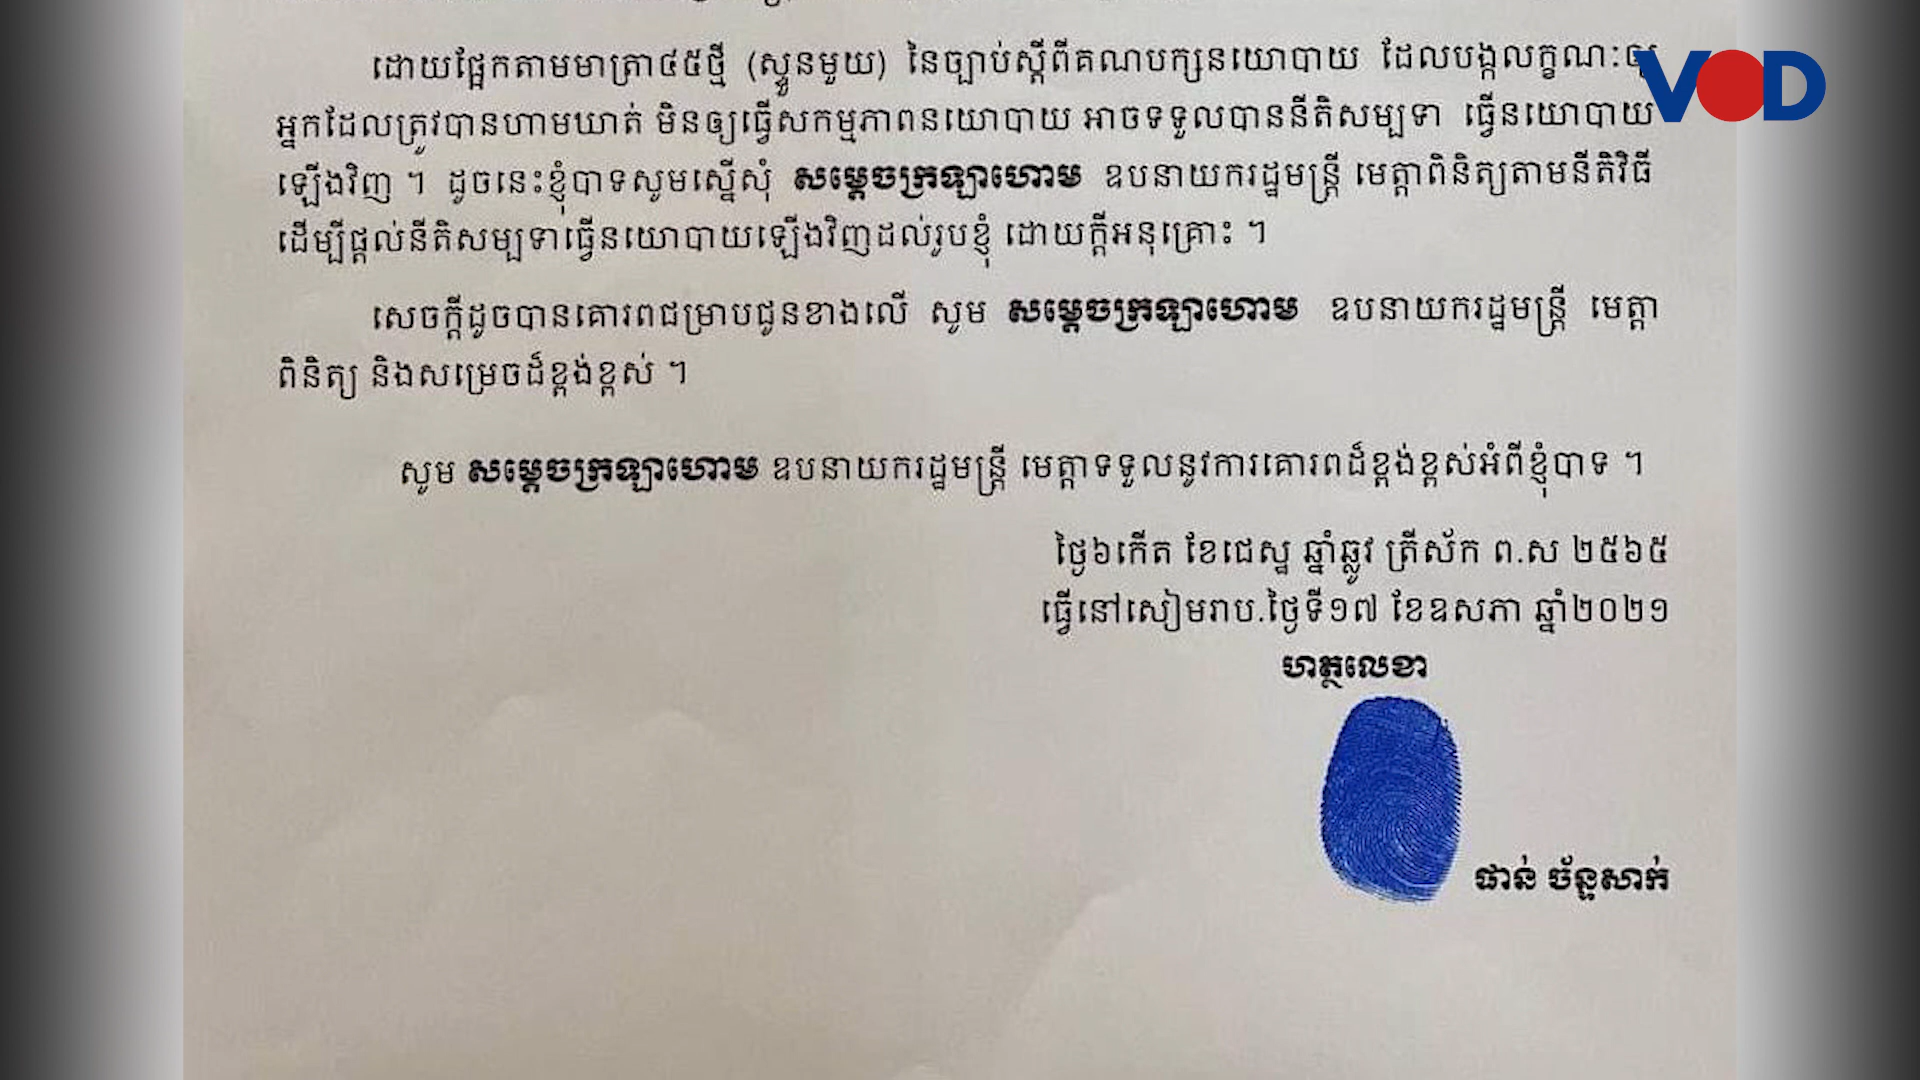 ដោយផ្អែកតាមមាត្រា៤៥ថ្មី (ស្ទួនមួយ) នៃច្បាប់ស្តីពីគណបក្សនយោបាយ ដែលបង្កលក្ខណៈឲ្យ
VOD
អ្នកដែលត្រូវបានហាមឃាត់ មិនឲ្យធ្វើសកម្មភាពនយោបាយ អាចទទួលបាននីតិសម្បទា ធ្វើនយោបាយ
ឡើងវិញ ។ ដូចនេះខ្ញុំបាទសូមស្នើសុំ សម្តេចក្រឡាហោម ឧបនាយករដ្ឋមន្ត្រី មេត្តាពិនិត្យតាមនីតិវិធី
ដើម្បីផ្តល់នីតិសម្បទាធ្វើនយោបាយឡើងវិញដល់រូបខ្ញុំ ដោយក្តីអនុគ្រោះ ។
សេចក្តីដូចបានគោរពជម្រាបជូនខាងលើ សូម សម្តេចក្រឡាហោម ឧបនាយករដ្ឋមន្ត្រី មេត្តា
ពិនិត្យ និងសម្រេចដ៏ខ្ពង់ខ្ពស់ ។
សូម សម្តេចក្រឡាហោម ឧបនាយករដ្ឋមន្ត្រី មេត្តាទទួលនូវការគោរពដ៏ខ្ពង់ខ្ពស់អំពីខ្ញុំបាទ ។
ថ្ងៃ៦កើត ខែជេស្ឋ ឆ្នាំឆ្លូវ ត្រីស័ក ព.ស ២៥៦៥
ធ្វើនៅសៀមរាប.ថ្ងៃទី១៧ ខែឧសភា ឆ្នាំ២០២១
ហត្ថលេខា
ផាន់ ច័ន្ទសាក់